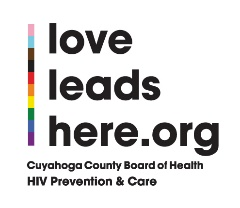 love
leads
here.org
Cuyahoga County Board of Health
HIV Prevention & Care